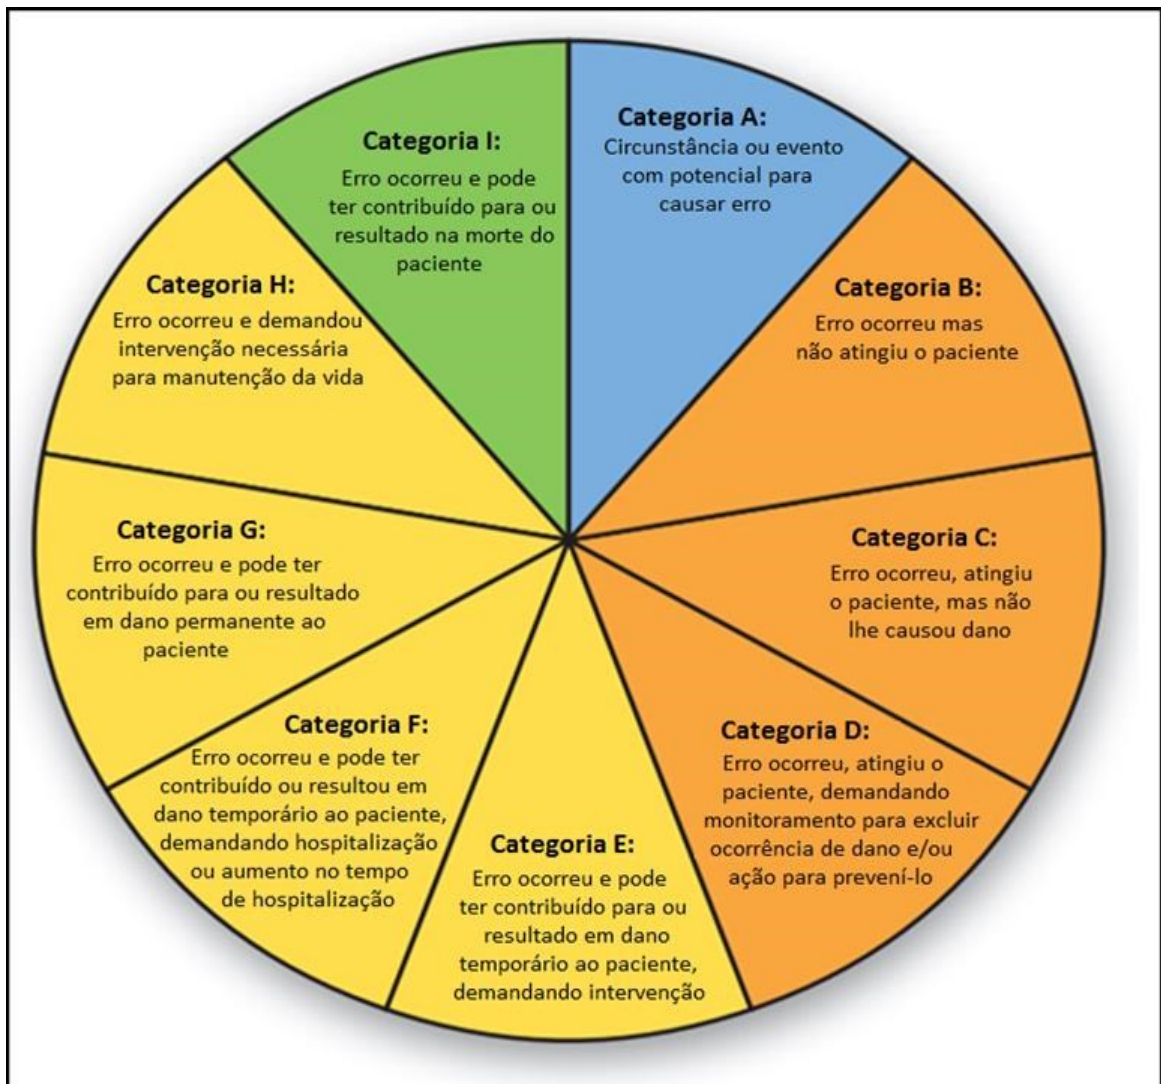 Categoria A:
Circunstância ou evento
com potencial para
causar erro
Categoria B:
Erro ocorreu mas
não atingiu o paciente
Categoria C:
Erro ocorreu, atingiu
o paciente, mas não
lhe causou dano
Categoria D:
Erro ocorreu, atingiu o
paciente, demandando
monitoramento para excluir
ocorrência de dano e/ou
ação para prevení-lo
Categoria E:
Erro ocorreu e pode
ter contribuído para ou
resultado em dano
temporário ao paciente,
demandando intervenção
Categoria F:
Erro ocorreu e pode ter
contribuído ou resultou em
dano temporário ao paciente,
demandando hospitalização
ou aumento no tempo
de hospitalização
Categoria G:
Erro ocorreu e pode ter
contribuído para ou resultado
em dano permanente ao
paciente
Categoria H:
Erro ocorreu e demandou
intervenção necessária
para manutenção da vida
Categoria I:
Erro ocorreu e pode
ter contribuído para ou
resultado na morte do
paciente